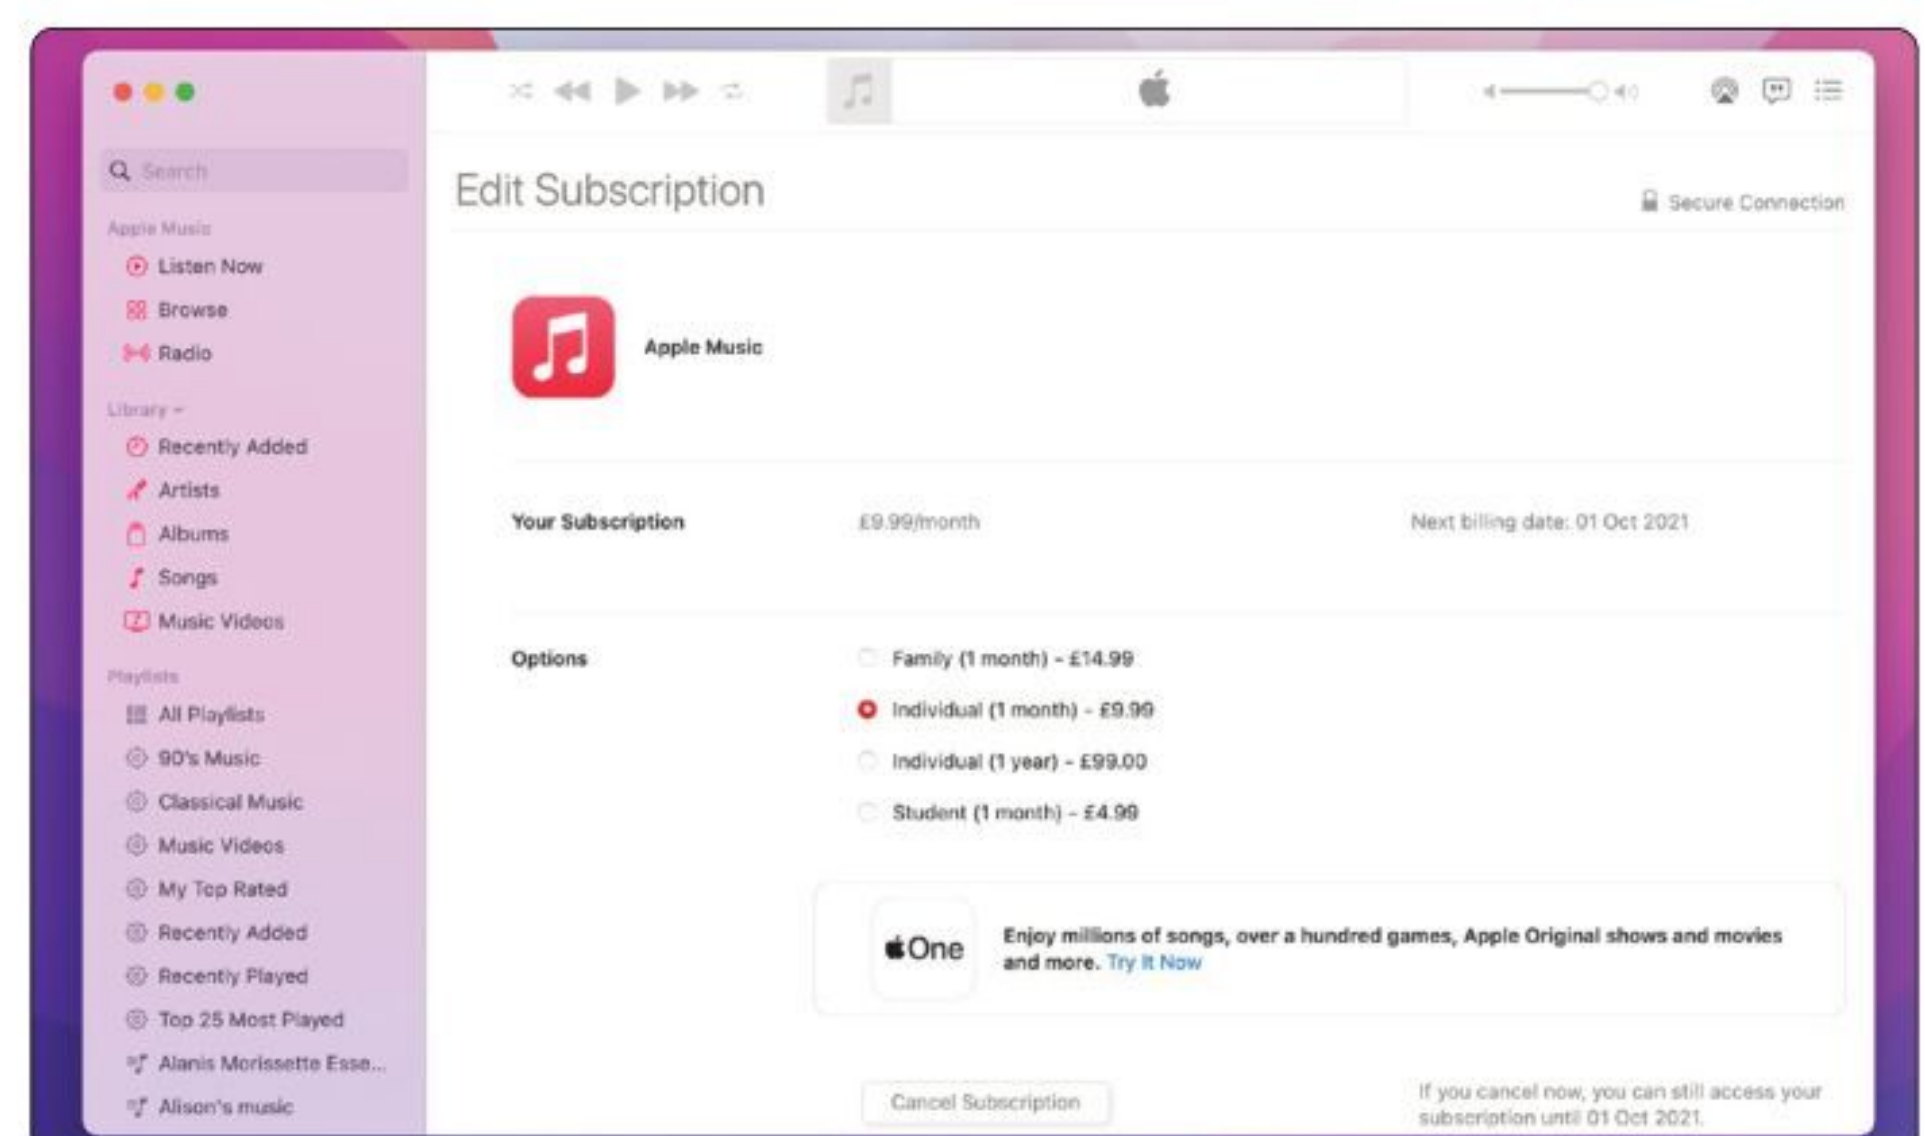 Search
Apple Music
Listen Now
Browse
Radio
Library
Recently Added
Artists
Albums
Songs
Music Videos
Playlists
All Playlists
90's Music
Classical Music
Music Videos
My Top Rated
Recently Added
Recently Played
Top 25 Most Played
Alanis Morissette Esse...
Alison's music
Edit Subscription
Secure Connection
Apple Music
Your Subscription £9.99/month Next billing date: 01 Oct 2021
Options
Family (1 month) - £14.99
Individual (1 month) - £9.99
Individual (1 year) - £99.00
Student (1 month) - £4.99
One
Enjoy millions of songs, over a hundred games, Apple Original shows and movies
and more. Try It Now
Cancel Subscription
If you cancel now, you can still access your
subscription until 01 Oct 2021.